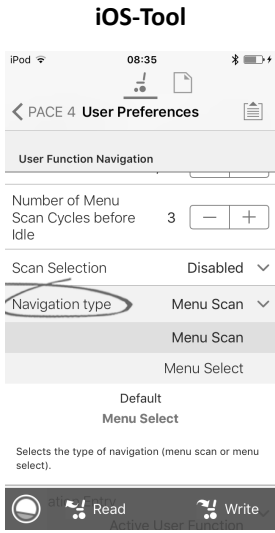 iOS-Tool
iPod 08:35
PACE 4 User Preferences
User Function Navigation
Number of Menu
Scan Cycles before
Idle
3 — +
Scan Selection Disabled
Navigation type Menu Scan
Menu Scan
Menu Select
Default
Menu Select
Selects the type of navigation (menu scan or menu
select).
Read Write
Active User Function